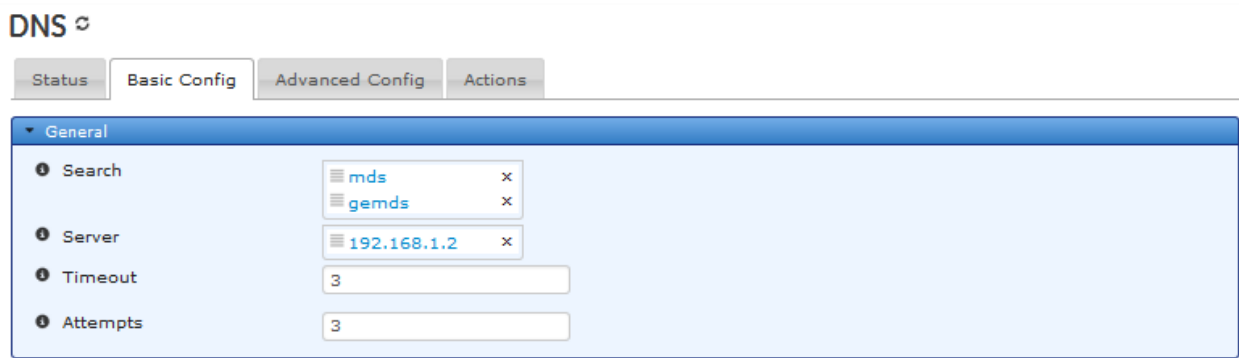 DNS
Status Basic Config Advanced Config Actions
General
Search mds
gemds
Server 192.168.1.2
Timeout 3
Attempts 3